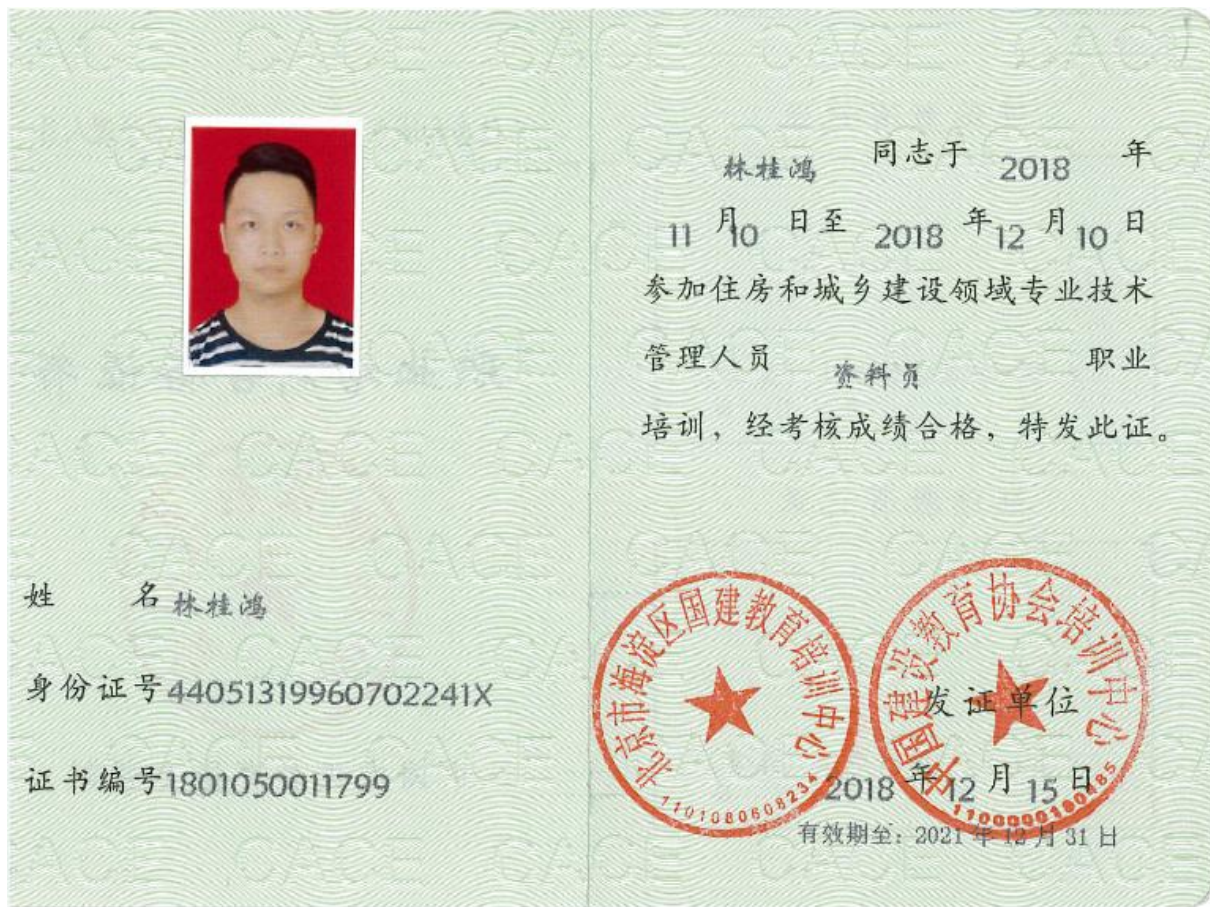 林桂鸿 同志于 2018 年
11 月 10 日至 2018 年 12 月 10 日
参加住房和城乡建设领域专业技术
管理人员 资料员 职业
培训，经考核成绩合格，特发此证。
姓 名 林桂鸿
身份证号 44051319960702241X
证书编号 1801050011799
北京市海淀区国建教育培训中心
1101080608234
中国建设教育协会培训中心
发证单位
2018 年 12 月 15 日
有效期至：2021 年 12 月 31 日
CACE